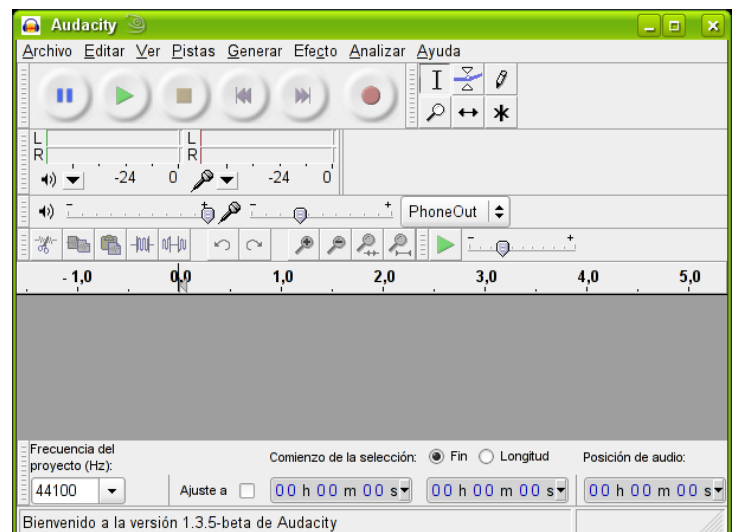 Audacity
Archivo Editar Ver Pistas Generar Efecto Analizar Ayuda
L
R
-24 0
L
R
-24 0
- +
- +
PhoneOut
- +
- 1,0 0,0 1,0 2,0 3,0 4,0 5,0
Frecuencia del
proyecto (Hz):
Comienzo de la selección: Fin Longitud Posición de audio:
44100 Ajuste a 00 h 00 m 00 s 00 h 00 m 00 s 00 h 00 m 00 s
Bienvenido a la versión 1.3.5-beta de Audacity